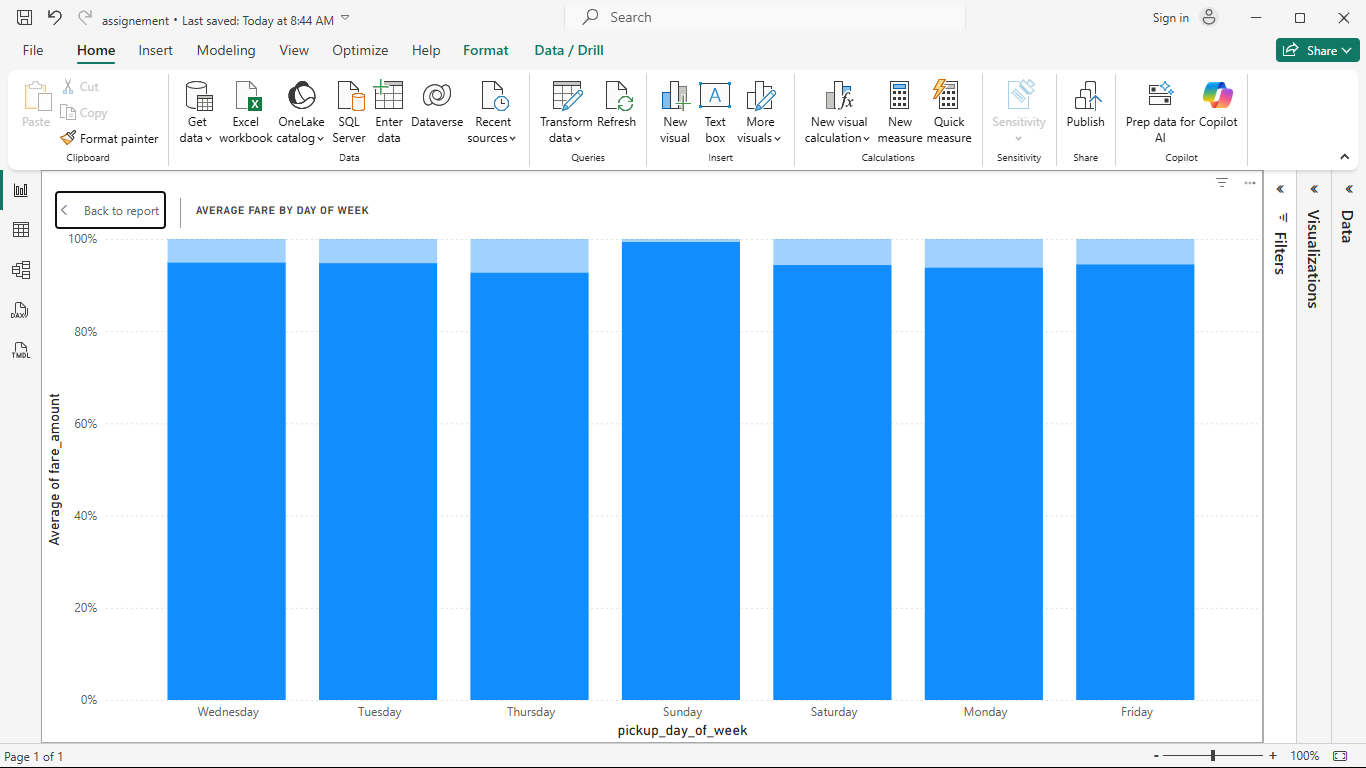 assignement • Last saved: Today at 8:44 AM
Search
Sign in
File Home Insert Modeling View Optimize Help Format Data / Drill
Share
Paste
Cut
Copy
Format painter
Clipboard
Get data
Excel workbook
OneLake catalog
SQL Server
Enter data
Dataverse
Recent sources
Data
Transform data
Refresh
Queries
New visual
Text box
More visuals
Insert
New visual calculation
New measure
Quick measure
Calculations
Sensitivity
Sensitivity
Publish
Share
Prep data for AI
Copilot
Copilot
DAX
TMDL
Back to report
AVERAGE FARE BY DAY OF WEEK
100%
80%
60%
40%
20%
0%
Average of fare_amount
Wednesday Tuesday Thursday Sunday Saturday Monday Friday
pickup_day_of_week
Filters
Visualizations
Data
Page 1 of 1
- + 100%